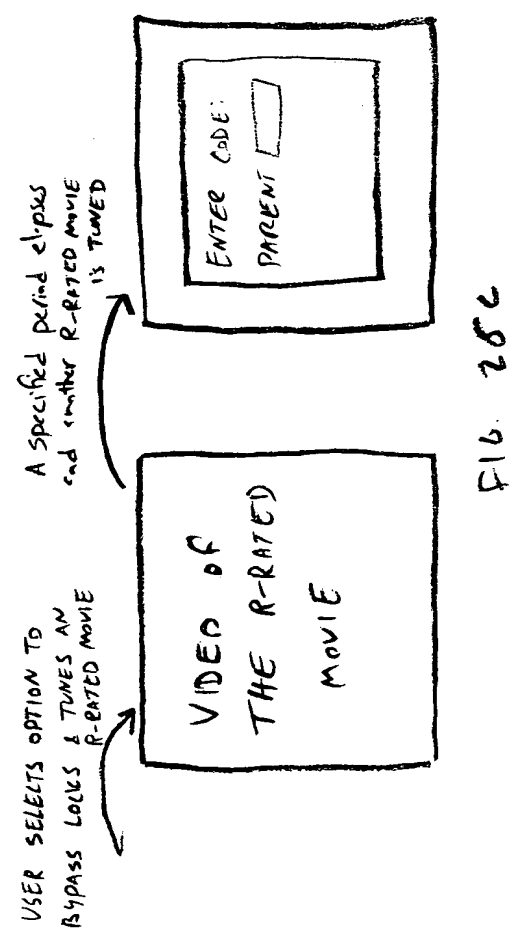 USER SELECTS OPTION TO
BYPASS LOCKS & TUNES AN
R-RATED MOVIE
VIDEO OF
THE R-RATED
MOVIE
A specified period elapses
and another R-RATED MOVIE
IS TUNED
ENTER CODE:
PARENT
FIG. 28C